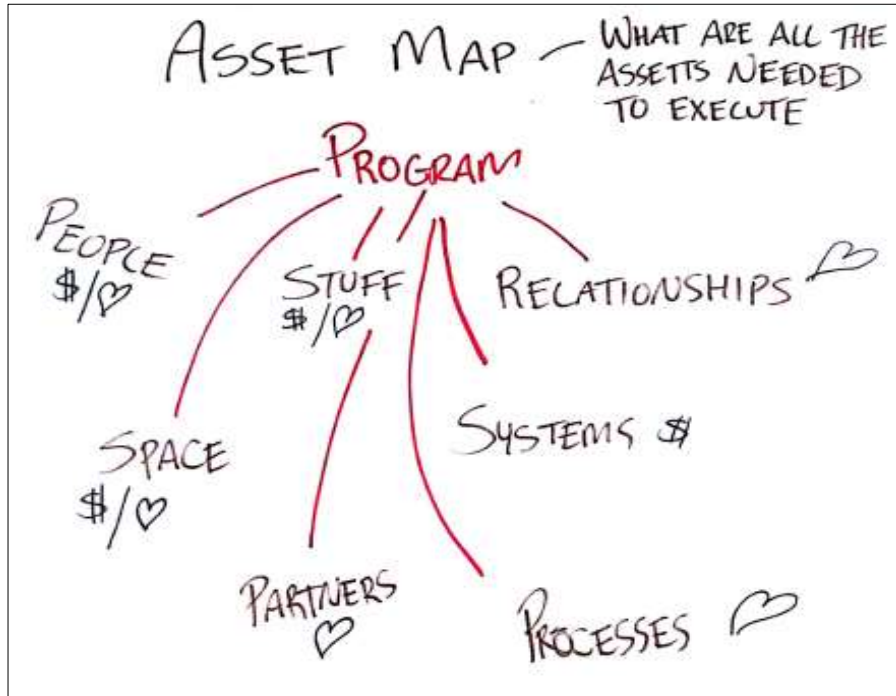 ASSET MAP
WHAT ARE ALL THE
ASSETTS NEEDED
TO EXECUTE
PROGRAM
PEOPLE
$/♡
STUFF
$/♡
RELATIONSHIPS ♡
SPACE
$/♡
SYSTEMS $
PARTNERS
♡
PROCESSES ♡